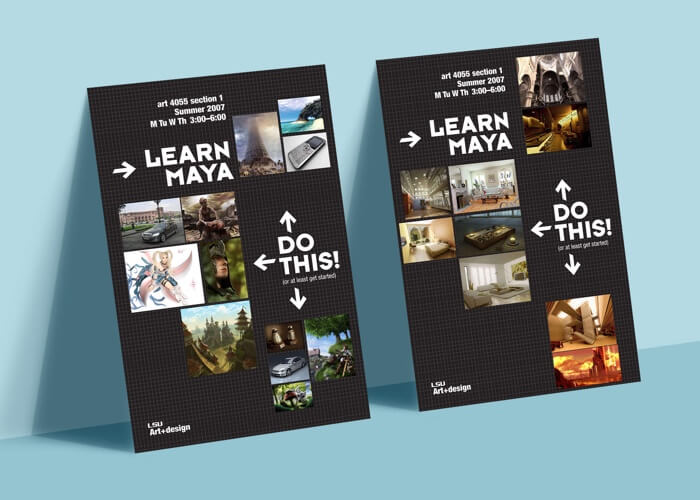 art 4055 section 1
Summer 2007
M Tu W Th 3:00–6:00
LEARN
MAYA
DO
THIS!
(or at least get started)
LSU
Art+design
art 4055 section 1
Summer 2007
M Tu W Th 3:00–6:00
LEARN
MAYA
DO
THIS!
(or at least get started)
LSU
Art+design